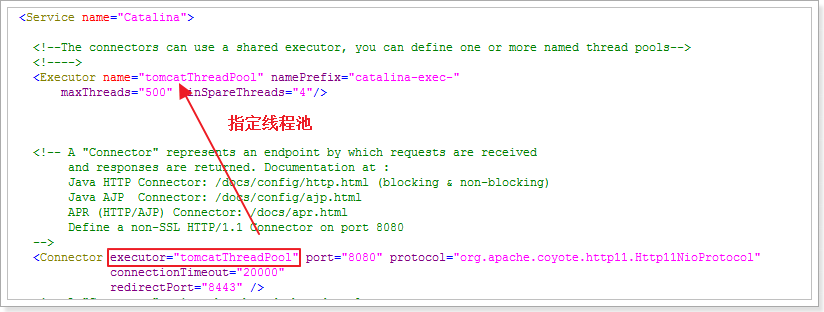 <Service name="Catalina">
<!--The connectors can use a shared executor, you can define one or more named thread pools-->
<!---->
<Executor name="tomcatThreadPool" namePrefix="catalina-exec-"
maxThreads="500" inSpareThreads="4"/>
指定线程池
<!-- A "Connector" represents an endpoint by which requests are received
and responses are returned. Documentation at :
Java HTTP Connector: /docs/config/http.html (blocking & non-blocking)
Java AJP  Connector: /docs/config/ajp.html
APR (HTTP/AJP) Connector: /docs/apr.html
Define a non-SSL HTTP/1.1 Connector on port 8080
-->
<Connector executor="tomcatThreadPool" port="8080" protocol="org.apache.coyote.http11.Http11NioProtocol"
connectionTimeout="20000"
redirectPort="8443" />